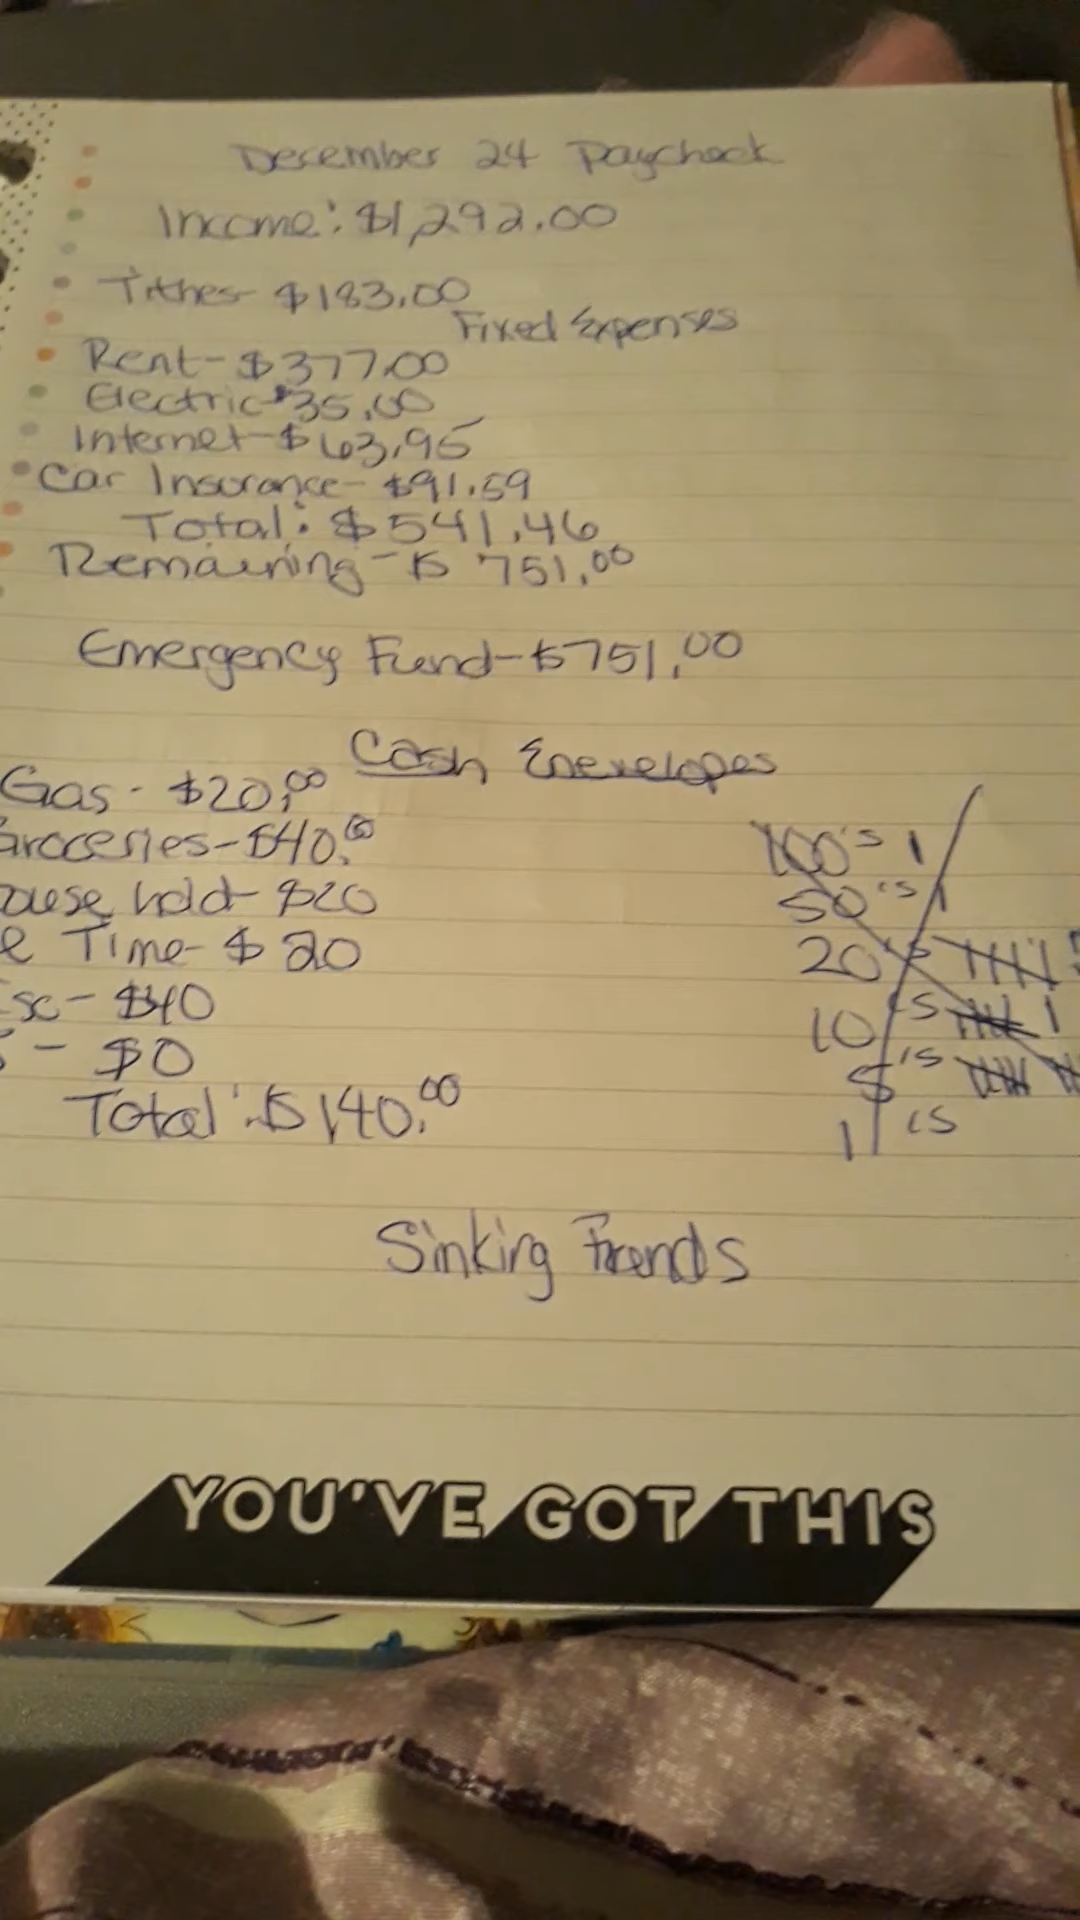 December 24 Paycheck
Income: $1,292.00
Tithes- $183.00
Fixed Expenses
Rent- $377.00
Electric-$35.00
Internet-$63.95
Car Insurance- $91.59
Total: $541.46
Remaining- $ 751.00
Emergency Fund- $751.00
Cash Enevelopes
Gas- $20.00
roceries- $40.00
ouse hold- $20
e Time- $20
sc- $40
- $0
Total: $140.00
100's 1
50's 1
20's
10's
5's
1's
Sinking Funds
YOU'VE GOT THIS